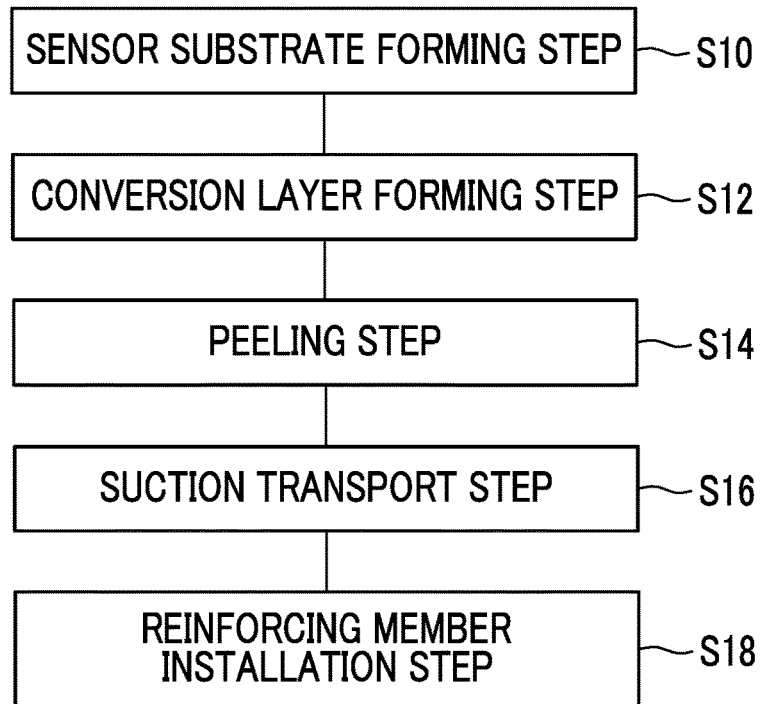 SENSOR SUBSTRATE FORMING STEP S10
CONVERSION LAYER FORMING STEP S12
PEELING STEP S14
SUCTION TRANSPORT STEP S16
REINFORCING MEMBER
INSTALLATION STEP S18